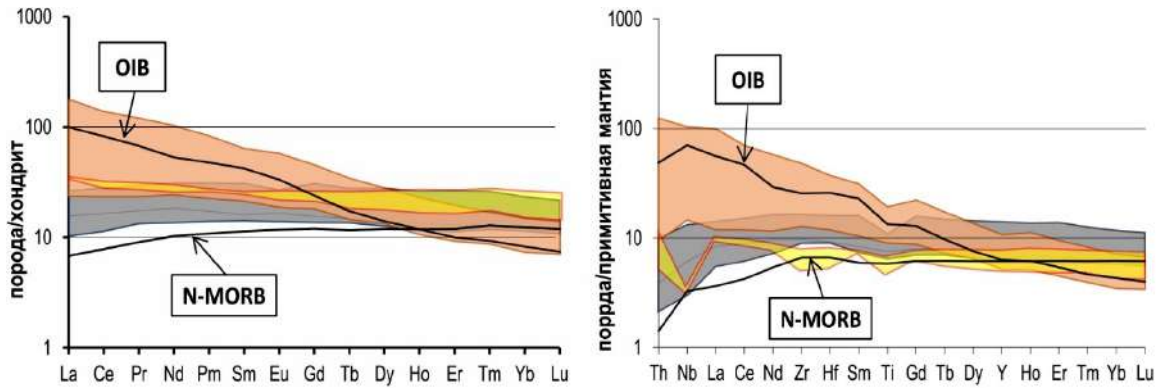 1000
100
10
1
порода/хондрит
OIB
N-MORB
La Ce Pr Nd Pm Sm Eu Gd Tb Dy Ho Er Tm Yb Lu
1000
100
10
1
поррда/примитивная мантия
OIB
N-MORB
Th Nb La Ce Nd Zr Hf Sm Ti Gd Tb Dy Y Ho Er Yb Lu